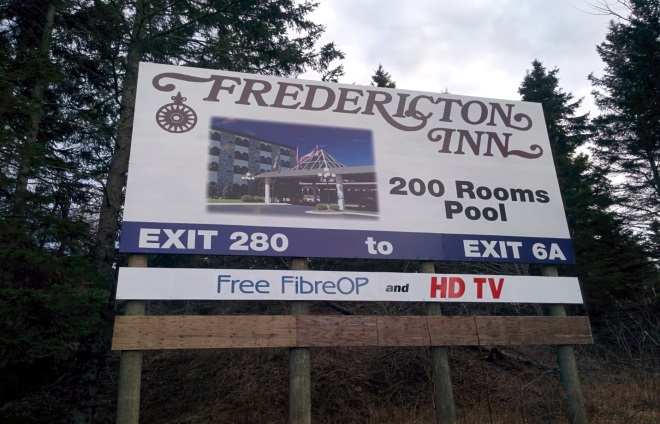 FREDERICTON
INN
200 Rooms
Pool
EXIT 280 to EXIT 6A
Free FibreOP and HD TV